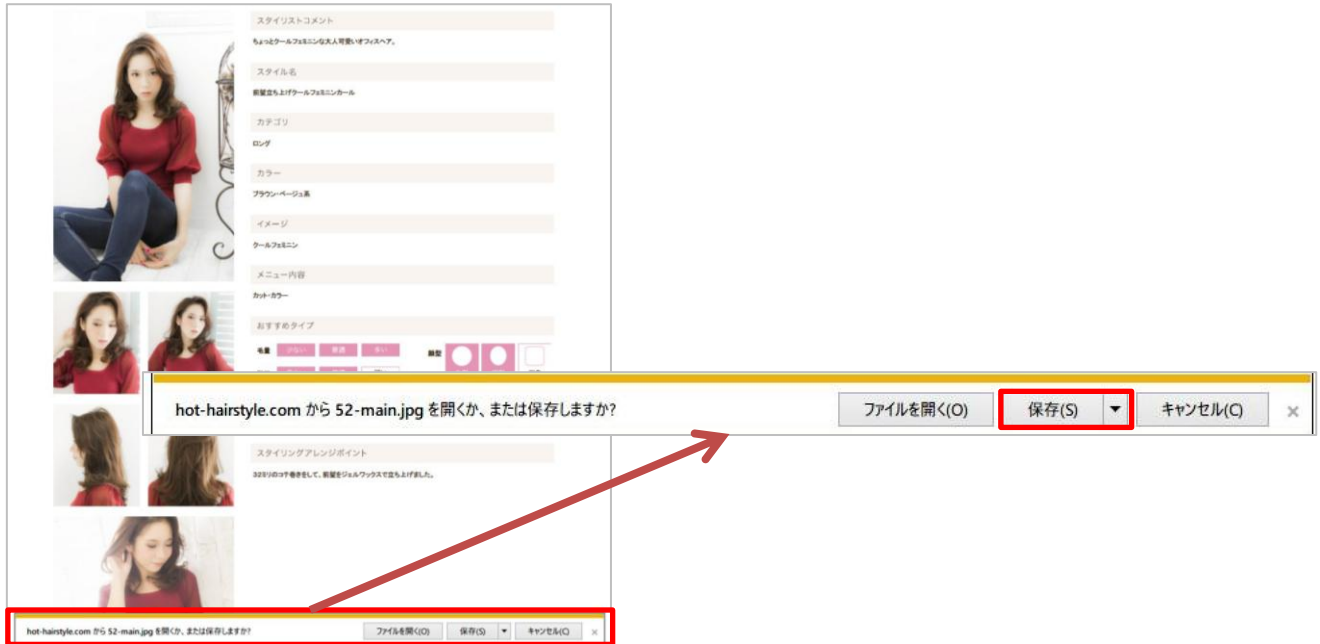 スタイリストコメント
ちょっとクールフェミニンな大人可愛いオフィスヘア。
スタイル名
前髪立ち上げクールフェミニンカール
カテゴリ
ロング
カラー
ブラウン・ベージュ系
イメージ
クールフェミニン
メニュー内容
カット・カラー
おすすめタイプ
毛量 少ない 普通 多い 顔型
hot-hairstyle.com から 52-main.jpg を開くか、または保存しますか? ファイルを開く(O) 保存(S) ▼ キャンセル(C) ×
スタイリングアレンジポイント
32ミリのコテ巻きをして、前髪をジェルワックスで立ち上げました。
hot-hairstyle.com から 52-main.jpg を開くか、または保存しますか? ファイルを開く(O) 保存(S) ▼ キャンセル(C) ×